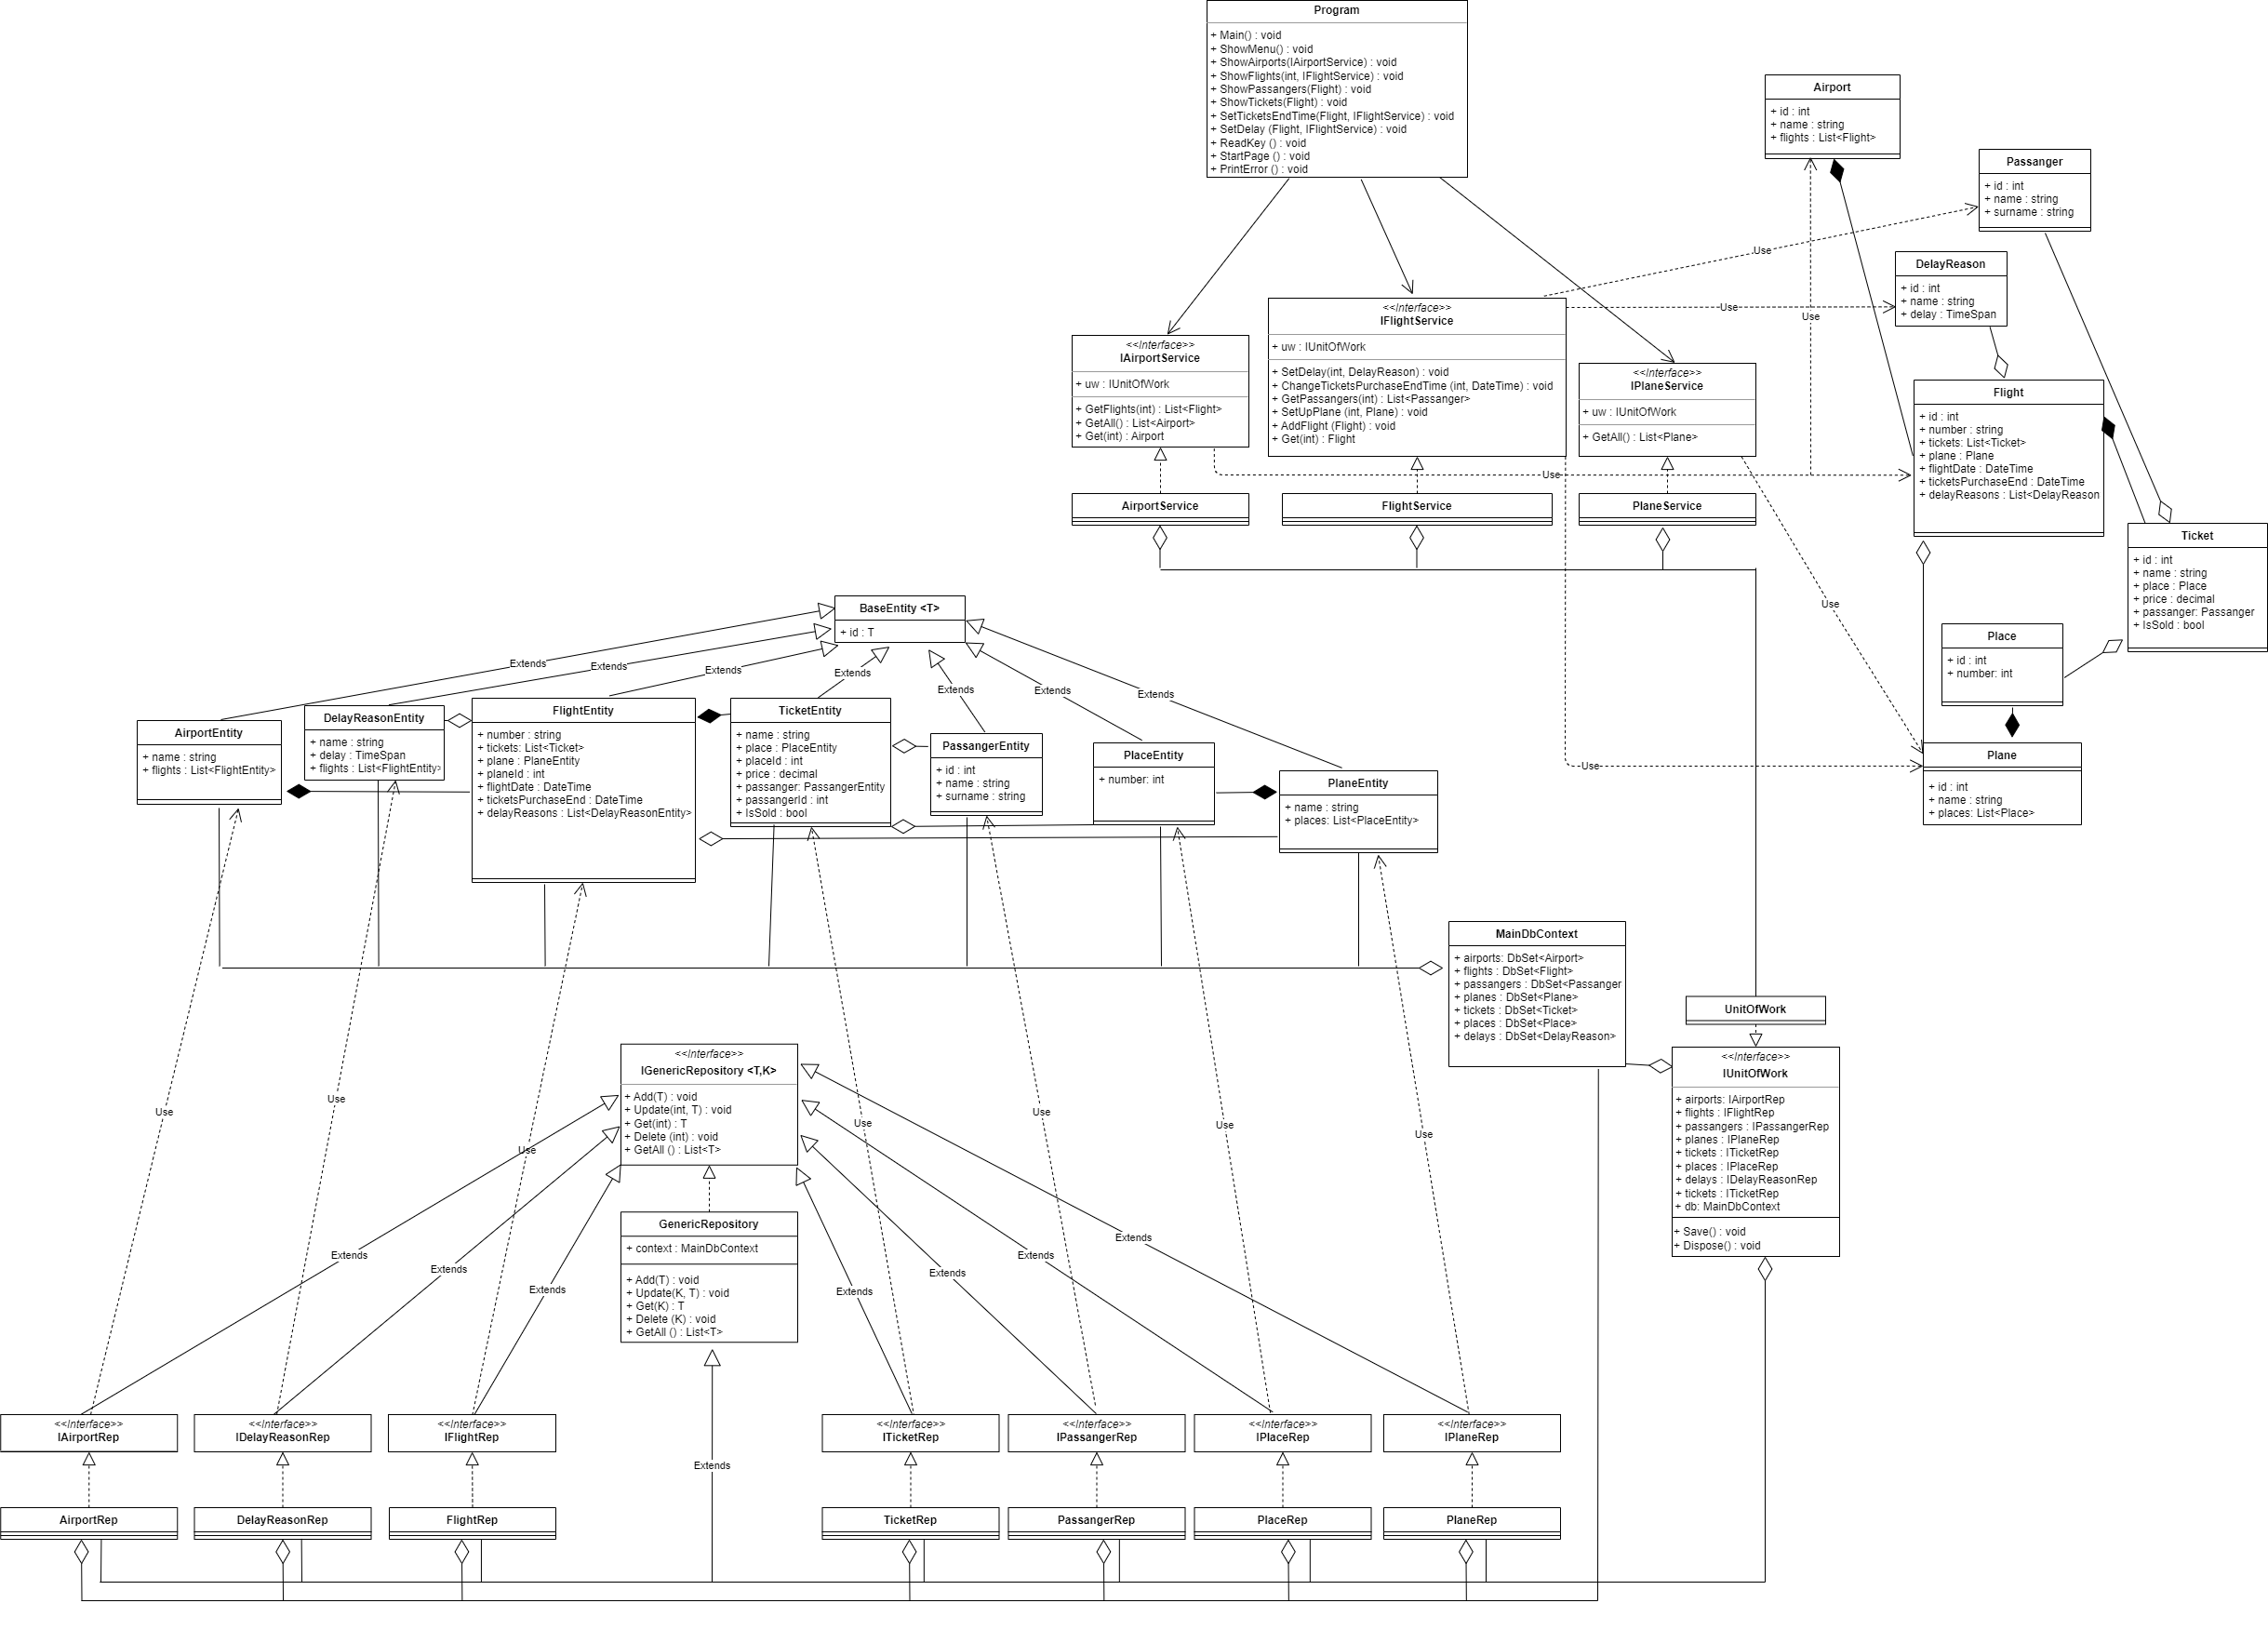 Program
+ Main() : void
+ ShowMenu() : void
+ ShowAirports(IAirportService) : void
+ ShowFlights(int, IFlightService) : void
+ ShowPassangers(Flight) : void
+ ShowTickets(Flight) : void
+ SetTicketsEndTime(Flight, IFlightService) : void
+ SetDelay (Flight, IFlightService) : void
+ ReadKey () : void
+ StartPage () : void
+ PrintError () : void
Airport
+ id : int
+ name : string
+ flights : List<Flight>
Passanger
+ id : int
+ name : string
+ surname : string
DelayReason
+ id : int
+ name : string
+ delay : TimeSpan
Use
Use
Use
<<Interface>>
IAirportService
+ uw : IUnitOfWork
+ GetFlights(int) : List<Flight>
+ GetAll() : List<Airport>
+ Get(int) : Airport
<<Interface>>
IFlightService
+ uw : IUnitOfWork
+ SetDelay(int, DelayReason) : void
+ ChangeTicketsPurchaseEndTime (int, DateTime) : void
+ GetPassangers(int) : List<Passanger>
+ SetUpPlane (int, Plane) : void
+ AddFlight (Flight) : void
+ Get(int) : Flight
<<Interface>>
IPlaneService
+ uw : IUnitOfWork
+ GetAll() : List<Plane>
Flight
+ id : int
+ number : string
+ tickets: List<Ticket>
+ plane : Plane
+ flightDate : DateTime
+ ticketsPurchaseEnd : DateTime
+ delayReasons : List<DelayReason
Use
AirportService
FlightService
PlaneService
Ticket
+ id : int
+ name : string
+ place : Place
+ price : decimal
+ passanger: Passanger
+ IsSold : bool
Use
Place
+ id : int
+ number: int
Use
Plane
+ id : int
+ name : string
+ places: List<Place>
BaseEntity <T>
+ id : T
Extends
Extends
Extends
Extends
Extends
Extends
Extends
AirportEntity
+ name : string
+ flights : List<FlightEntity>
DelayReasonEntity
+ name : string
+ delay : TimeSpan
+ flights : List<FlightEntity>
FlightEntity
+ number : string
+ tickets: List<Ticket>
+ plane : PlaneEntity
+ planeId : int
+ flightDate : DateTime
+ ticketsPurchaseEnd : DateTime
+ delayReasons : List<DelayReasonEntity>
TicketEntity
+ name : string
+ place : PlaceEntity
+ placeId : int
+ price : decimal
+ passanger: PassangerEntity
+ passangerId : int
+ IsSold : bool
PassangerEntity
+ id : int
+ name : string
+ surname : string
PlaceEntity
+ number: int
PlaneEntity
+ name : string
+ places: List<PlaceEntity>
MainDbContext
+ airports: DbSet<Airport>
+ flights : DbSet<Flight>
+ passangers : DbSet<Passanger
+ planes : DbSet<Plane>
+ tickets : DbSet<Ticket>
+ places : DbSet<Place>
+ delays : DbSet<DelayReason>
UnitOfWork
<<Interface>>
IUnitOfWork
+ airports: IAirportRep
+ flights : IFlightRep
+ passangers : IPassangerRep
+ planes : IPlaneRep
+ tickets : ITicketRep
+ places : IPlaceRep
+ delays : IDelayReasonRep
+ tickets : ITicketRep
+ db: MainDbContext
+ Save() : void
+ Dispose() : void
<<Interface>>
IGenericRepository <T,K>
+ Add(T) : void
+ Update(int, T) : void
+ Get(int) : T
+ Delete (int) : void
+ GetAll () : List<T>
Use
Use
Use
Use
Use
Use
Use
GenericRepository
+ context : MainDbContext
+ Add(T) : void
+ Update(K, T) : void
+ Get(K) : T
+ Delete (K) : void
+ GetAll () : List<T>
Extends
Extends
Extends
Extends
Extends
Extends
Extends
Extends
<<Interface>>
IAirportRep
<<Interface>>
IDelayReasonRep
<<Interface>>
IFlightRep
<<Interface>>
ITicketRep
<<Interface>>
IPassangerRep
<<Interface>>
IPlaceRep
<<Interface>>
IPlaneRep
AirportRep
DelayReasonRep
FlightRep
TicketRep
PassangerRep
PlaceRep
PlaneRep